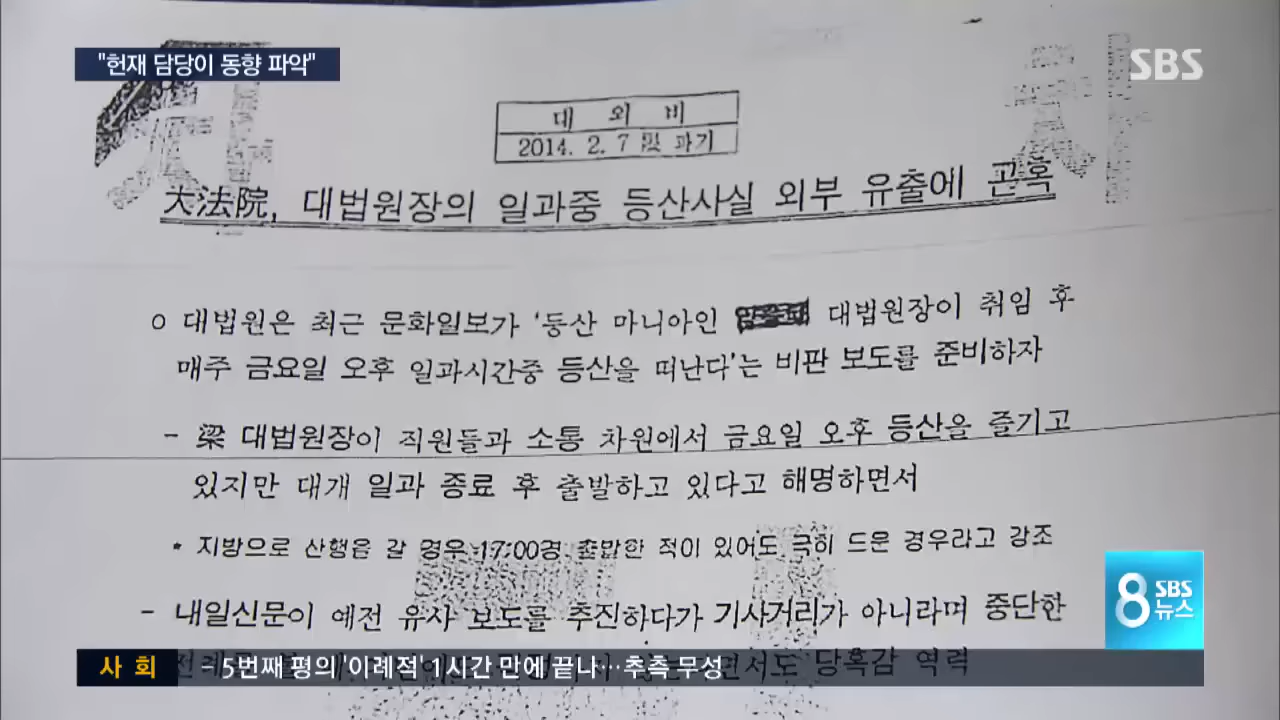 "헌재 담당이 동향 파악"
SBS
대 외 비
2014. 2. 7 및 파기
大法院, 대법원장의 일과중 등산사실 외부 유출에 곤혹
ㅇ 대법원은 최근 문화일보가 '등산 마니아인 대법원장이 취임 후
매주 금요일 오후 일과시간중 등산을 떠난다'는 비판 보도를 준비하자
- 梁 대법원장이 직원들과 소통 차원에서 금요일 오후 등산을 즐기고
있지만 대개 일과 종료 후 출발하고 있다고 해명하면서
* 지방으로 산행을 갈 경우 17:00경 출발한 적이 있어도 극히 드문 경우라고 강조
- 내일신문이 예전 유사 보도를 추진하다가 기사거리가 아니라며 중단한
당혹감 역력
8 SBS 뉴스
사 회
- 5번째 평의 '이례적' 1시간 만에 끝나…추측 무성